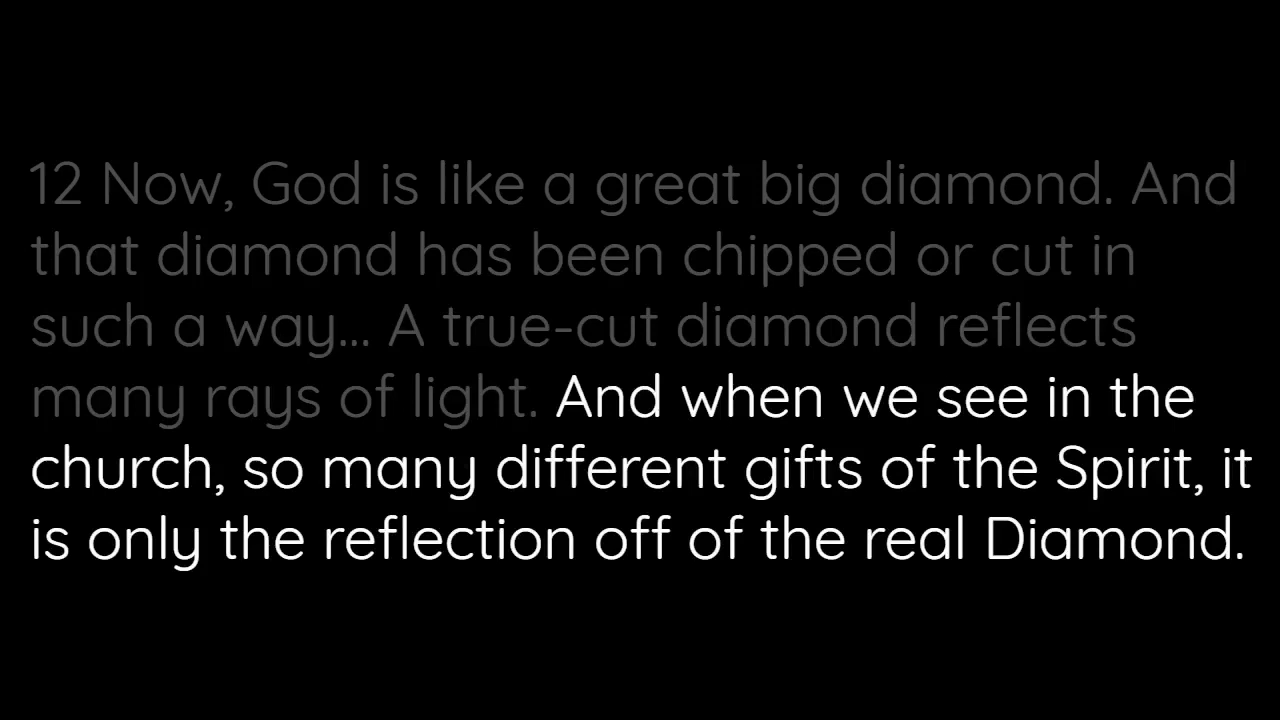 12 Now, God is like a great big diamond. And
that diamond has been chipped or cut in
such a way... A true-cut diamond reflects
many rays of light. And when we see in the
church, so many different gifts of the Spirit, it
is only the reflection off of the real Diamond.